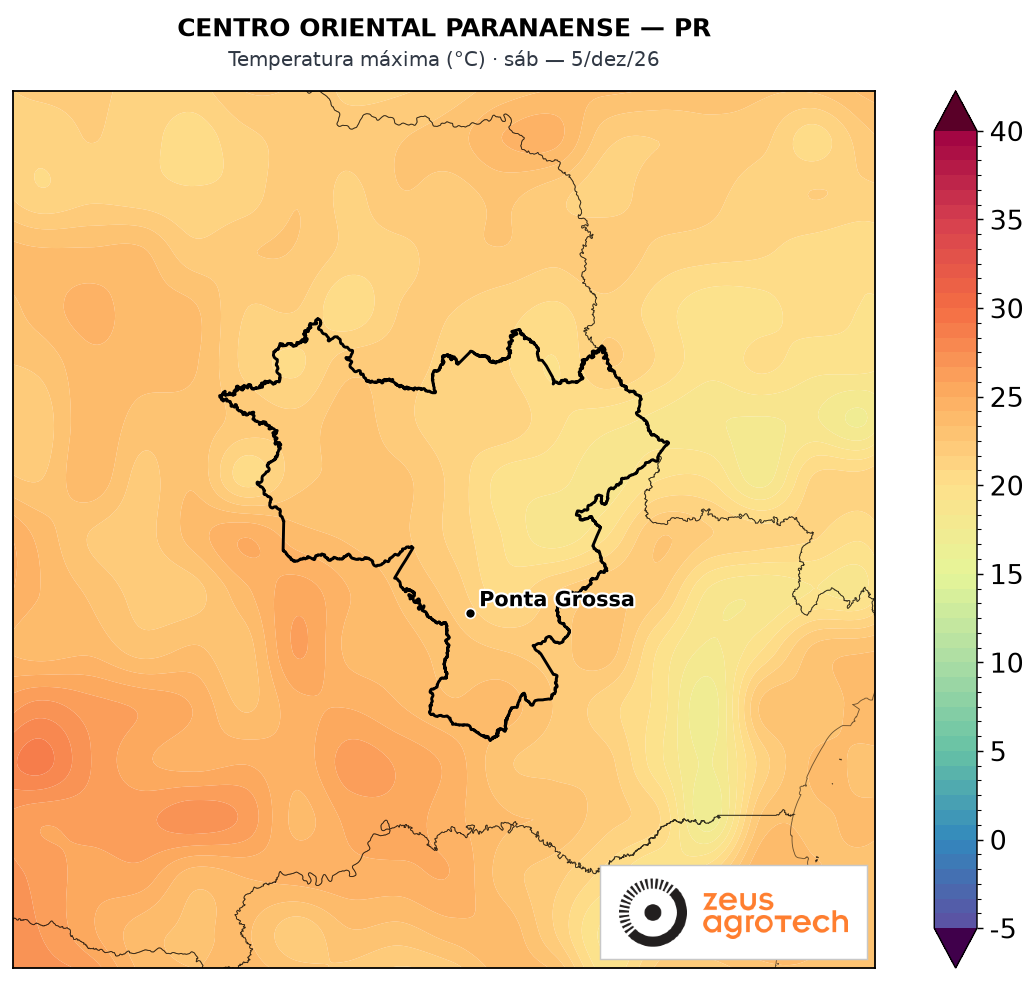 CENTRO ORIENTAL PARANAENSE — PR
Temperatura máxima (°C) · sáb — 5/dez/26
40
35
30
25
20
15
10
5
0
-5
Ponta Grossa
zeus
agrotech